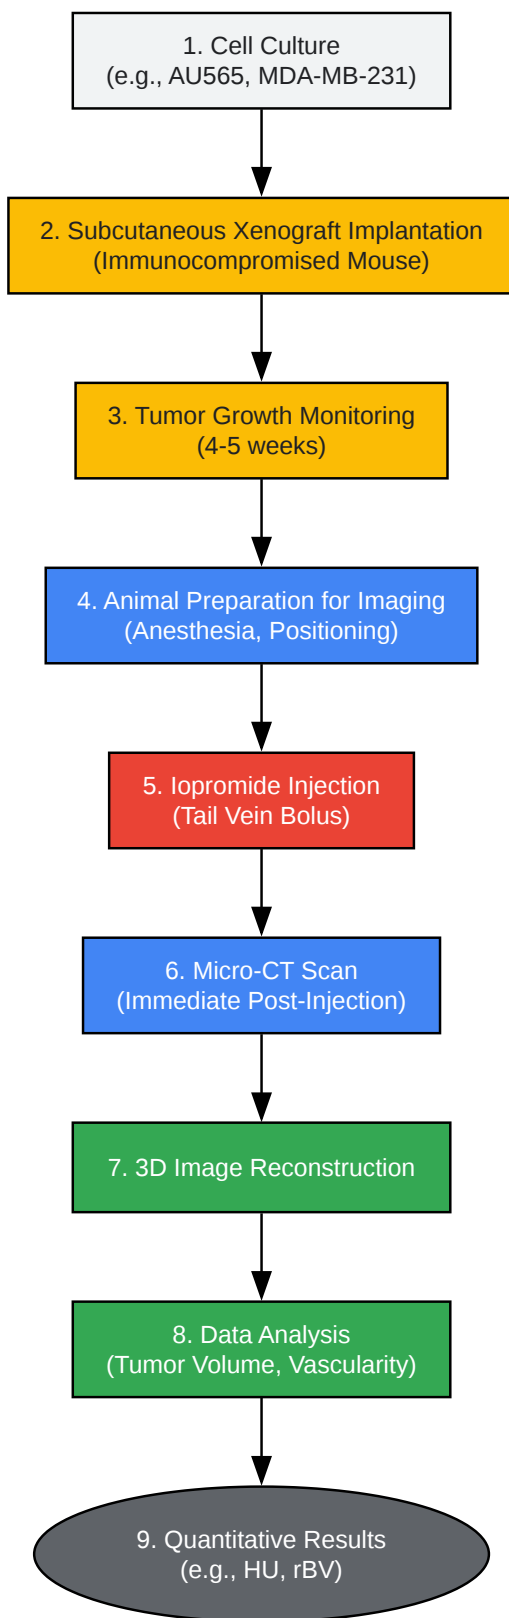 1. Cell Culture
(e.g., AU565, MDA-MB-231)
2. Subcutaneous Xenograft Implantation
(Immunocompromised Mouse)
3. Tumor Growth Monitoring
(4-5 weeks)
4. Animal Preparation for Imaging
(Anesthesia, Positioning)
5. Iopromide Injection
(Tail Vein Bolus)
6. Micro-CT Scan
(Immediate Post-Injection)
7. 3D Image Reconstruction
8. Data Analysis
(Tumor Volume, Vascularity)
9. Quantitative Results
(e.g., HU, rBV)